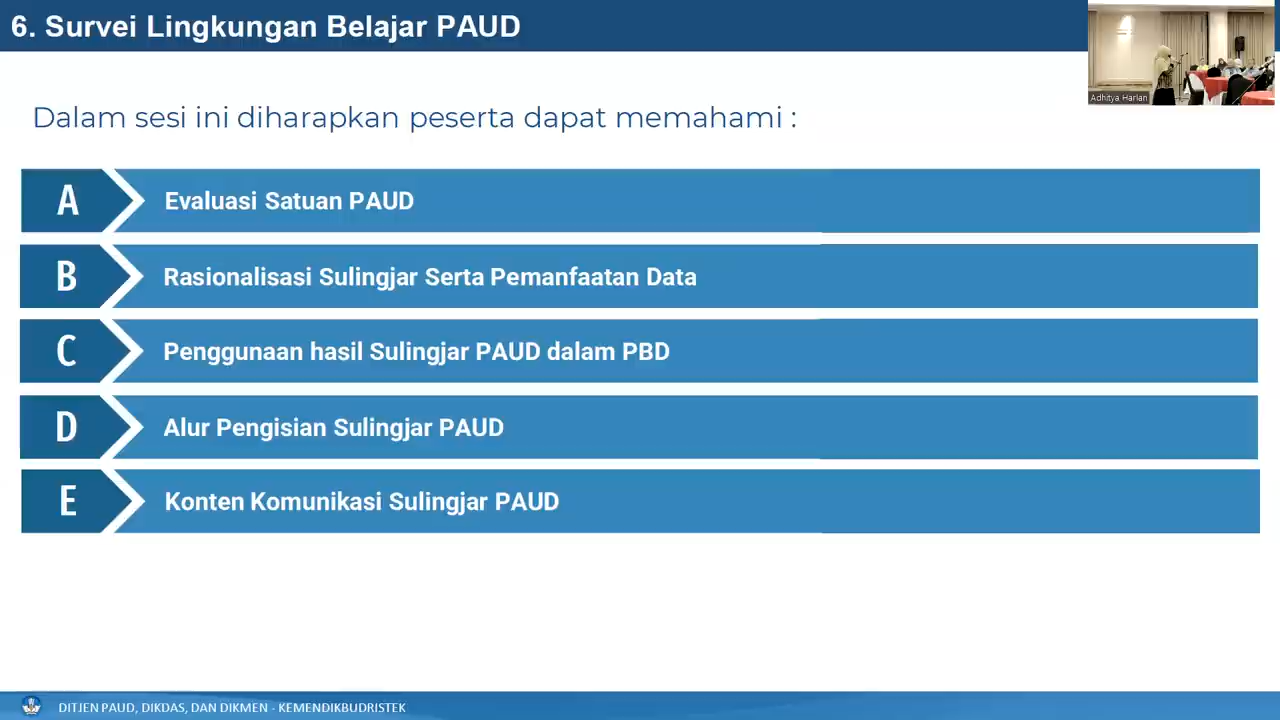 6. Survei Lingkungan Belajar PAUD
Adhitya Harlan
Dalam sesi ini diharapkan peserta dapat memahami :
A
Evaluasi Satuan PAUD
B
Rasionalisasi Sulingjar Serta Pemanfaatan Data
C
Penggunaan hasil Sulingjar PAUD dalam PBD
D
Alur Pengisian Sulingjar PAUD
E
Konten Komunikasi Sulingjar PAUD
DITJEN PAUD, DIKDAS, DAN DIKMEN - KEMENDIKBUDRISTEK